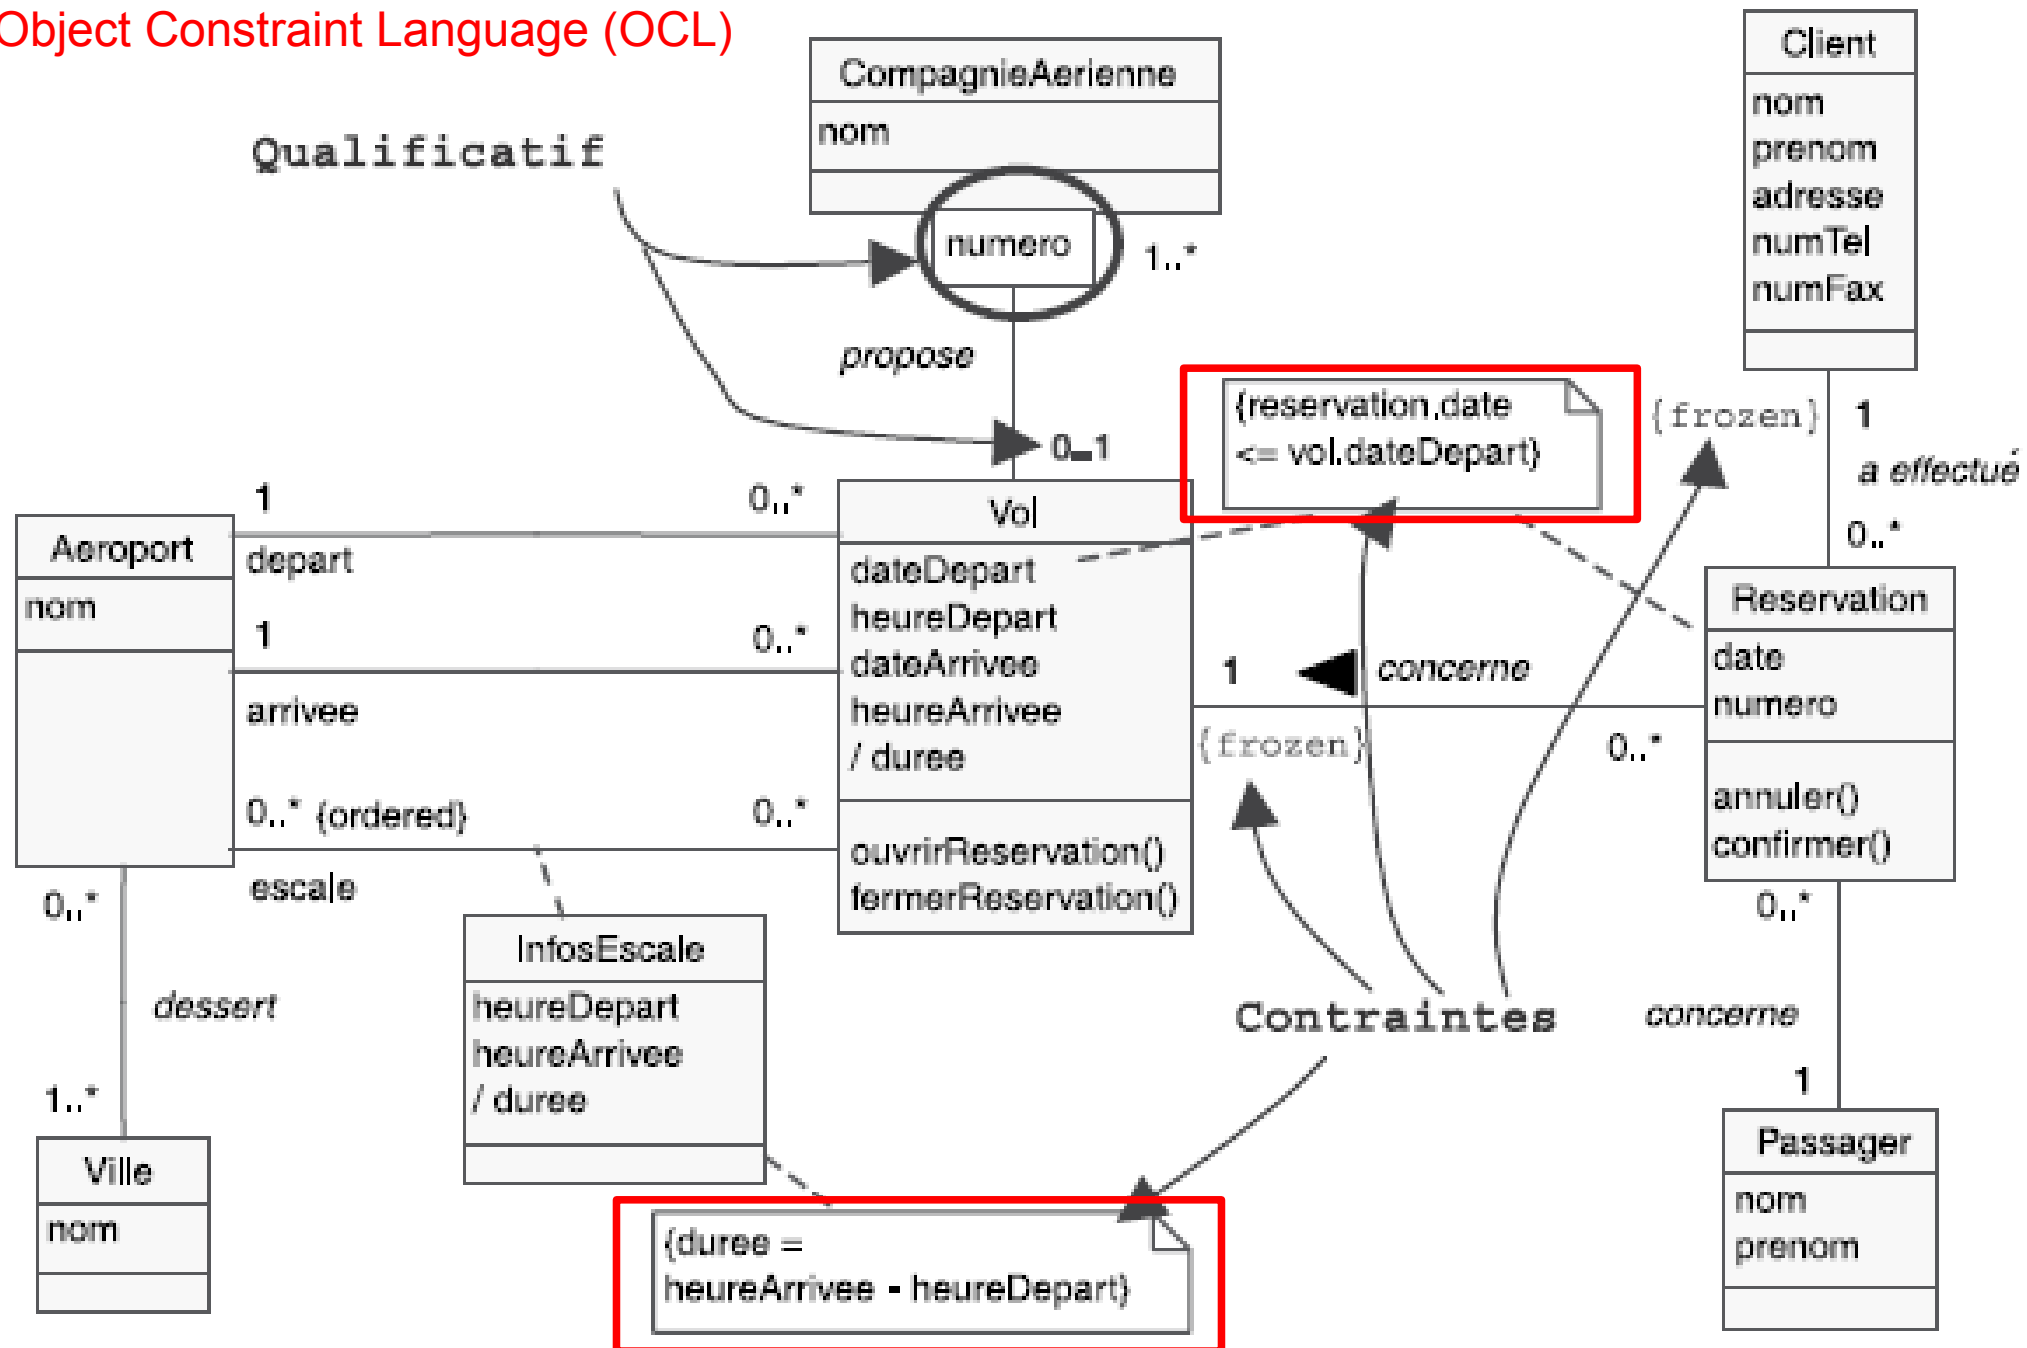 Object Constraint Language (OCL)
CompagnieAerienne
nom
numero
1..*
Qualificatif
propose
0..1
Client
nom
prenom
adresse
numTel
numFax
{reservation.date
<= vol.dateDepart}
{frozen}
1
a effectué
0..*
Aeroport
nom
1
depart
0..*
1
arrivee
0..*
0..* {ordered}
escale
0..*
Vol
dateDepart
heureDepart
dateArrivee
heureArrivee
/ duree
ouvrirReservation()
fermerReservation()
1
concerne
{frozen}
0..*
Reservation
date
numero
annuler()
confirmer()
0..*
dessert
1..*
Ville
nom
InfosEscale
heureDepart
heureArrivee
/ duree
Contraintes
0..*
concerne
1
Passager
nom
prenom
{duree =
heureArrivee - heureDepart}